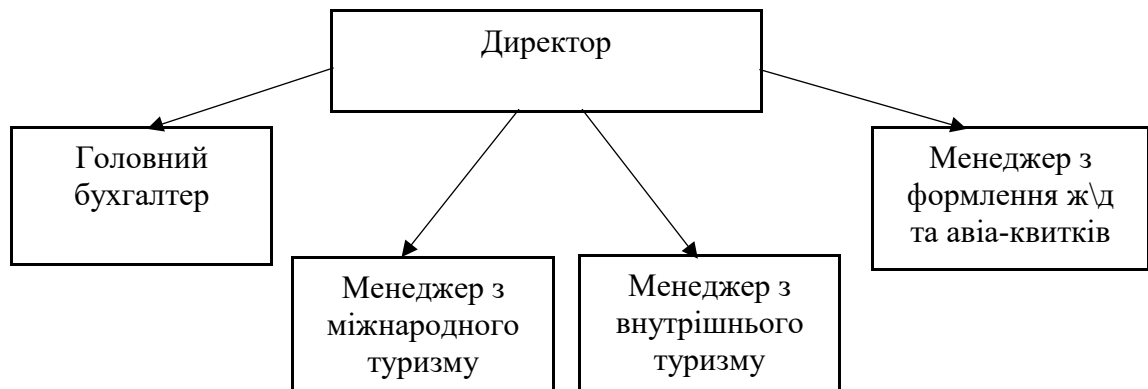 Директор
Головний
бухгалтер
Менеджер з
формлення ж\д
та авіа-квитків
Менеджер з
міжнародного
туризму
Менеджер з
внутрішнього
туризму